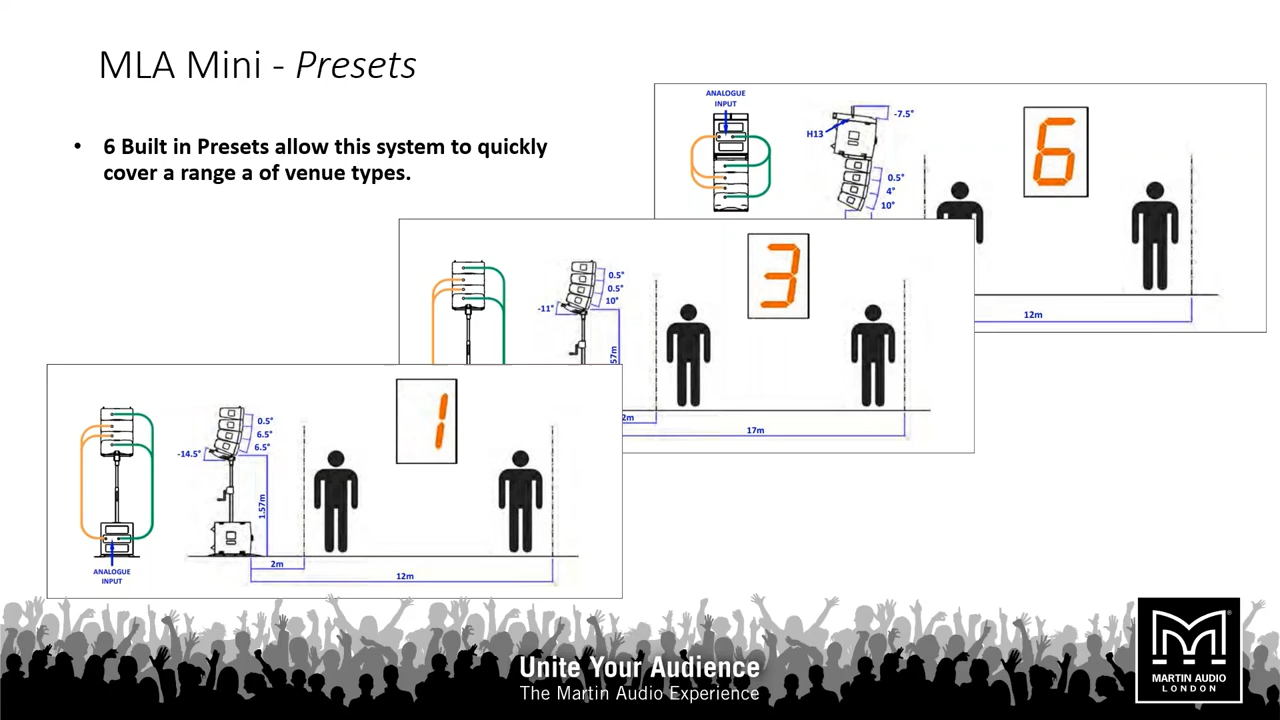 MLA Mini - Presets
• 6 Built in Presets allow this system to quickly
cover a range a of venue types.
ANALOGUE
INPUT
H13
-7.5°
0.5°
4°
10°
6
12m
0.5°
0.5°
10°
-11°
57m
3
2m
17m
0.5°
6.5°
6.5°
-14.5°
1.57m
1
2m
12m
ANALOGUE
INPUT
Unite Your Audience
The Martin Audio Experience
MARTIN AUDIO
LONDON